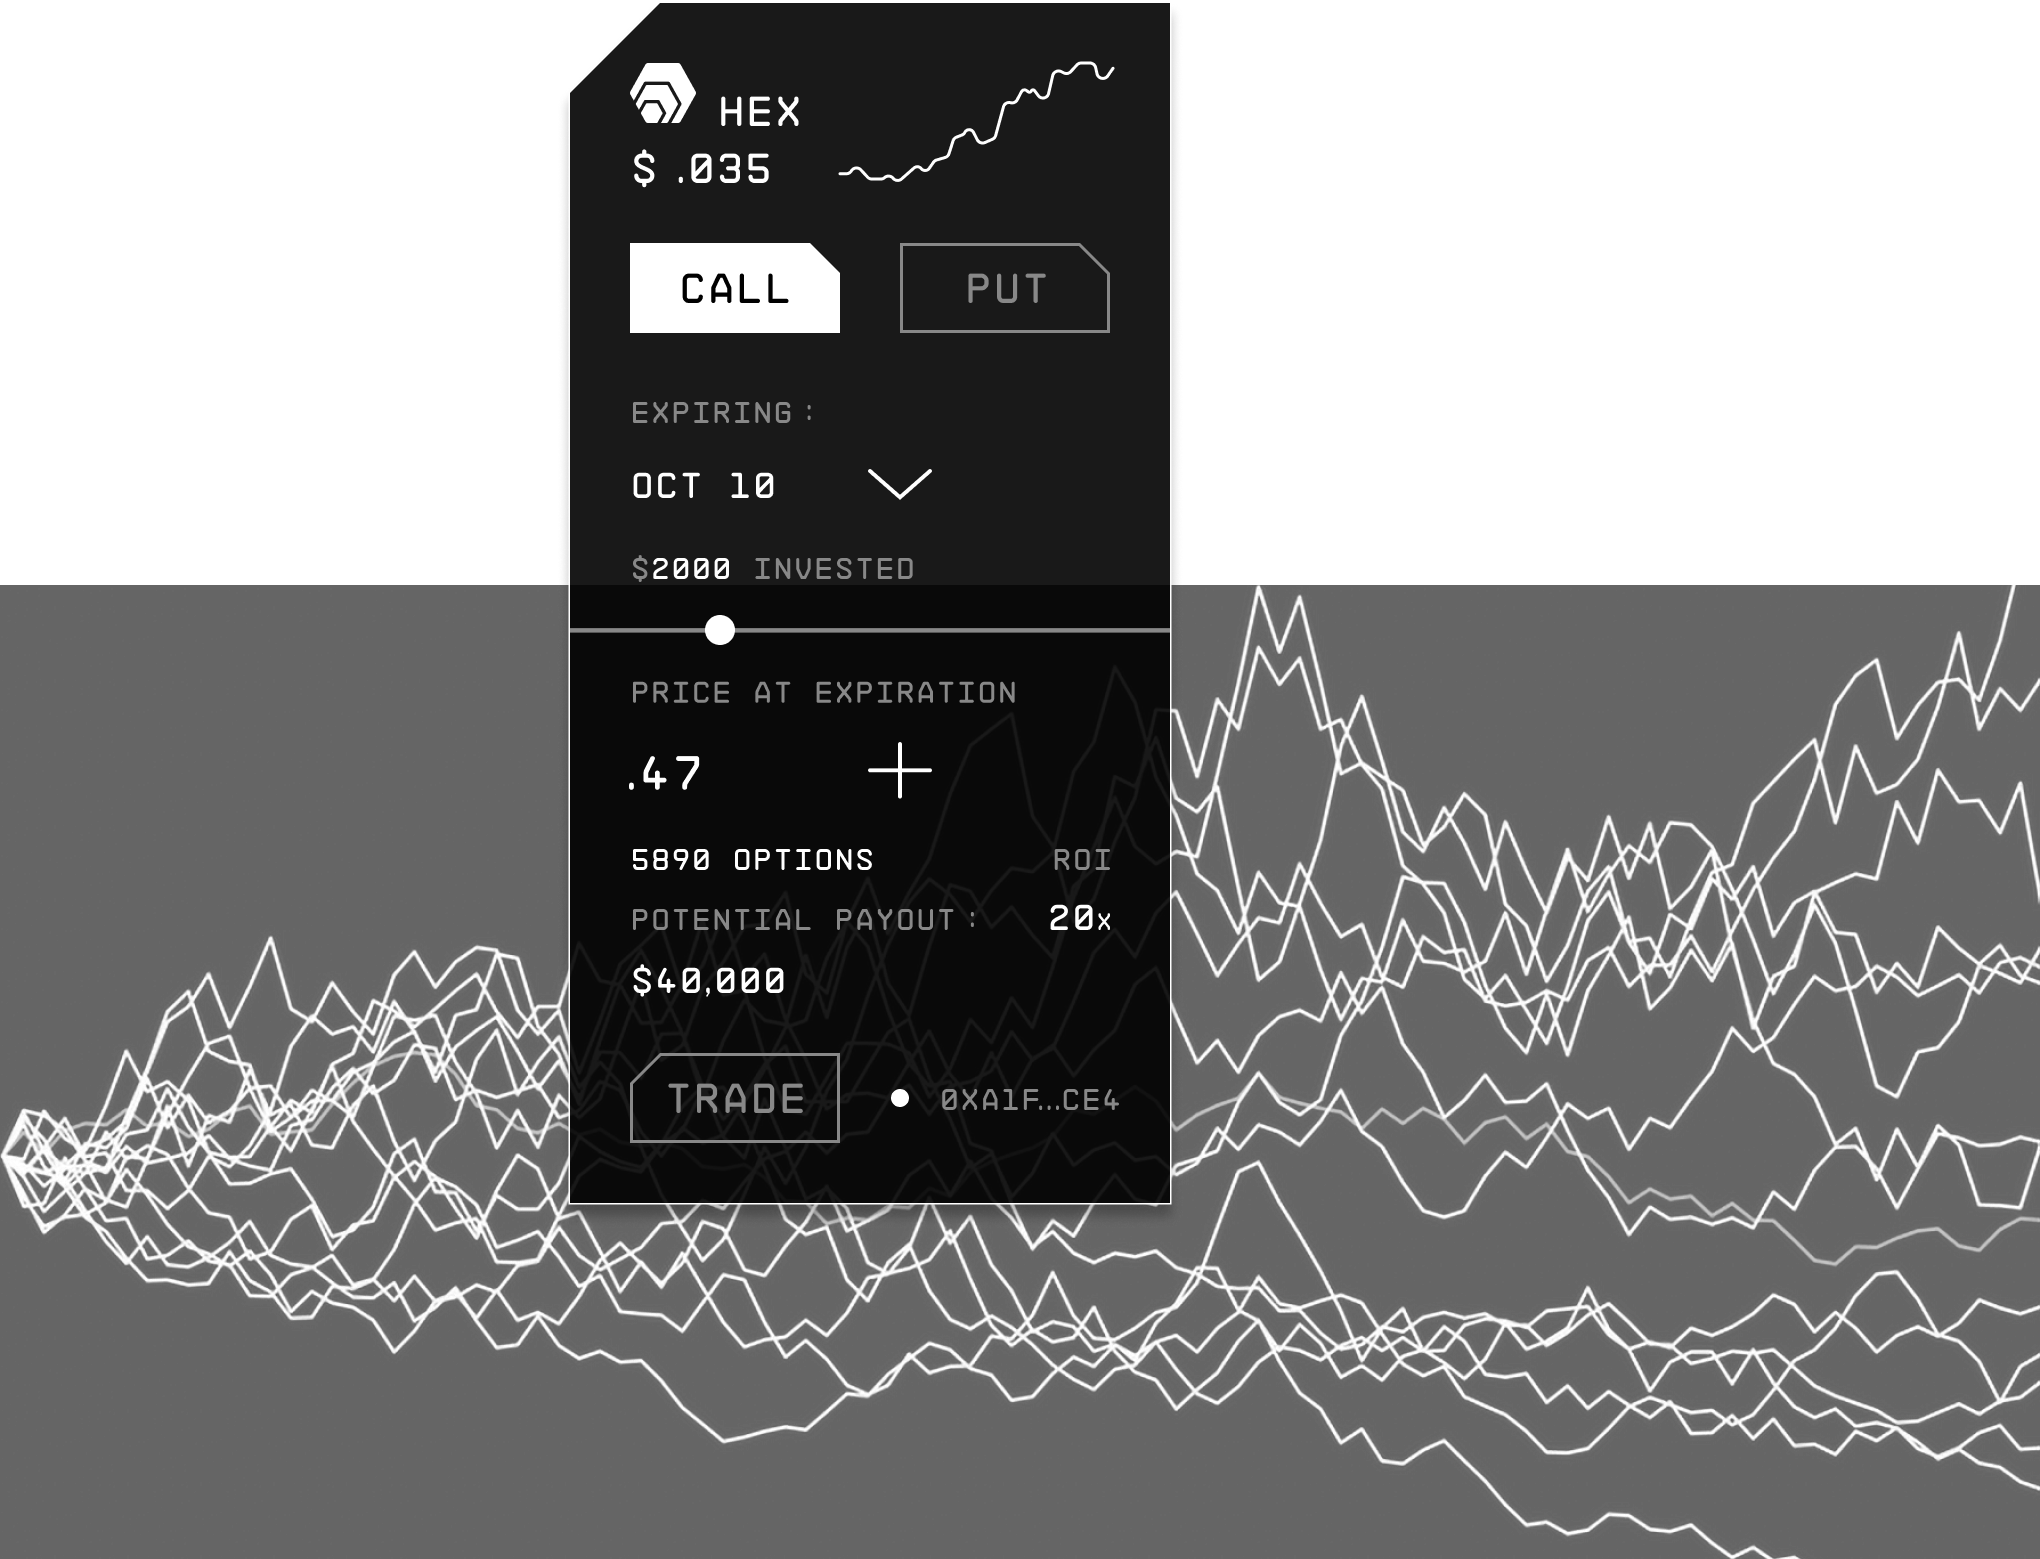 HEX
$ .035
CALL
PUT
EXPIRING:
OCT 10
$2000 INVESTED
PRICE AT EXPIRATION
.47
5890 OPTIONS
ROI
POTENTIAL PAYOUT:
20x
$40,000
TRADE
0XA1F...CE4